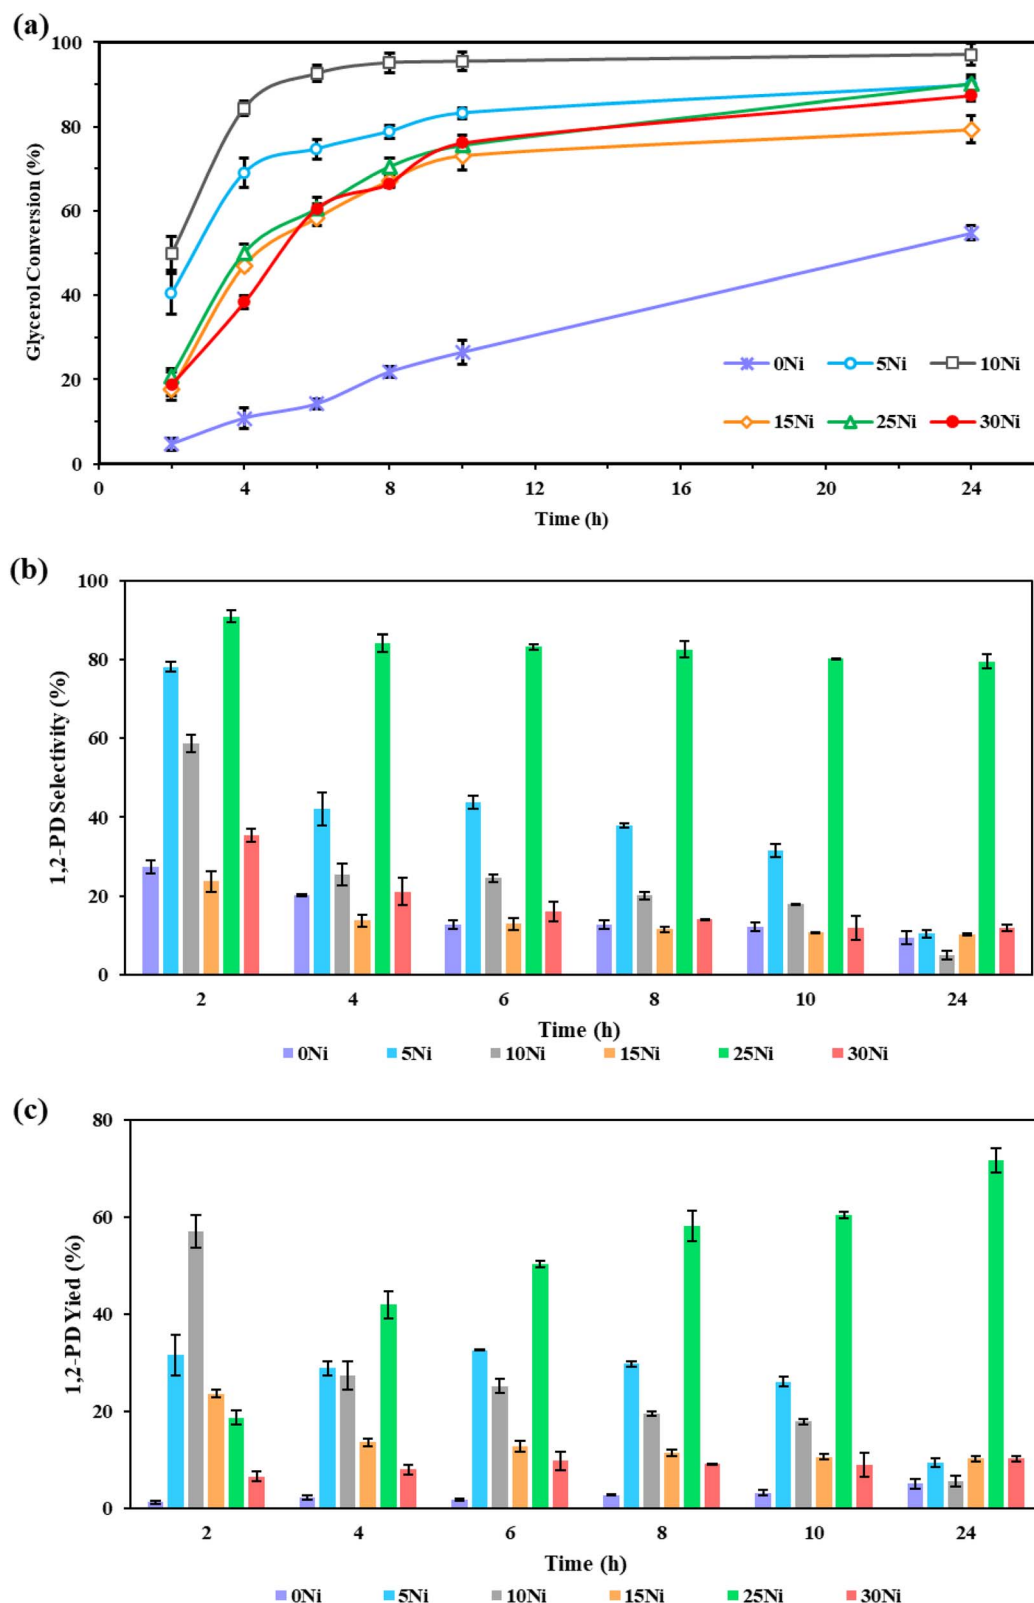 (a)
100
80
60
40
20
0
Glycerol Conversion (%)
0Ni 5Ni 10Ni
15Ni 25Ni 30Ni
0 4 8 12 16 20 24
Time (h)
(b)
100
80
60
40
20
0
1,2-PD Selectivity (%)
2 4 6 8 10 24
Time (h)
0Ni 5Ni 10Ni 15Ni 25Ni 30Ni
(c)
80
60
40
20
0
1,2-PD Yied (%)
2 4 6 8 10 24
Time (h)
0Ni 5Ni 10Ni 15Ni 25Ni 30Ni